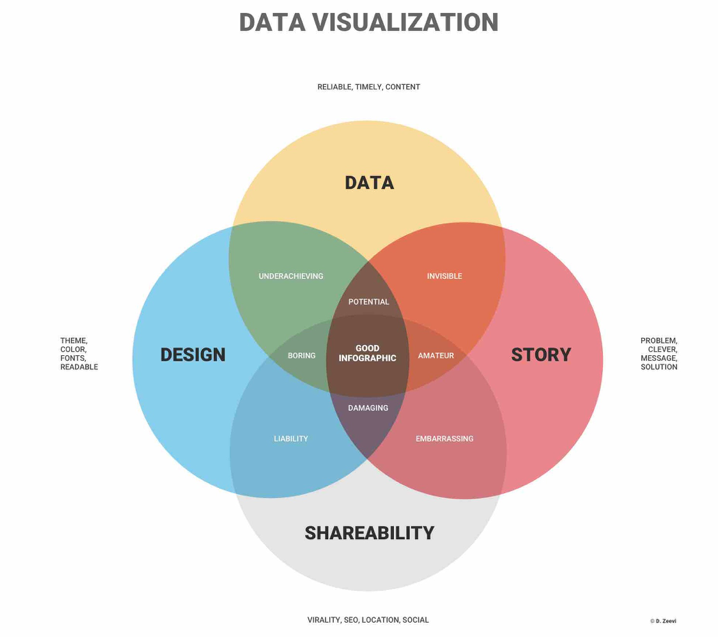 DATA VISUALIZATION
RELIABLE, TIMELY, CONTENT
DATA
UNDERACHIEVING
INVISIBLE
POTENTIAL
THEME,
COLOR,
FONTS,
READABLE
DESIGN
BORING
GOOD
INFOGRAPHIC
AMATEUR
STORY
PROBLEM,
CLEVER,
MESSAGE,
SOLUTION
DAMAGING
LIABILITY
EMBARRASSING
SHAREABILITY
VIRALITY, SEO, LOCATION, SOCIAL
© D. Zeevi